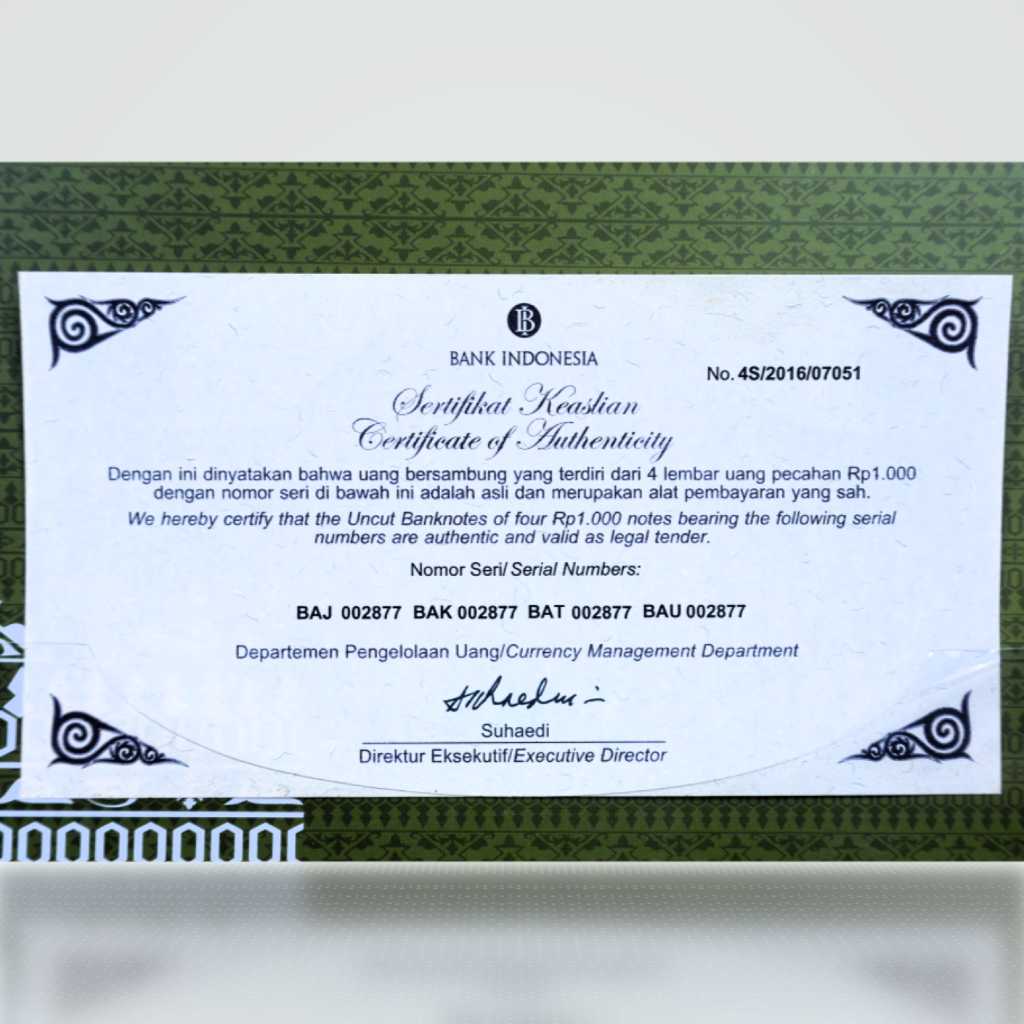 BANK INDONESIA
No. 4S/2016/07051
Sertifikat Keaslian
Certificate of Authenticity
Dengan ini dinyatakan bahwa uang bersambung yang terdiri dari 4 lembar uang pecahan Rp1.000
dengan nomor seri di bawah ini adalah asli dan merupakan alat pembayaran yang sah.
We hereby certify that the Uncut Banknotes of four Rp1.000 notes bearing the following serial
numbers are authentic and valid as legal tender.
Nomor Seri/Serial Numbers:
BAJ 002877 BAK 002877 BAT 002877 BAU 002877
Departemen Pengelolaan Uang/Currency Management Department
Suhaedi
Direktur Eksekutif/Executive Director